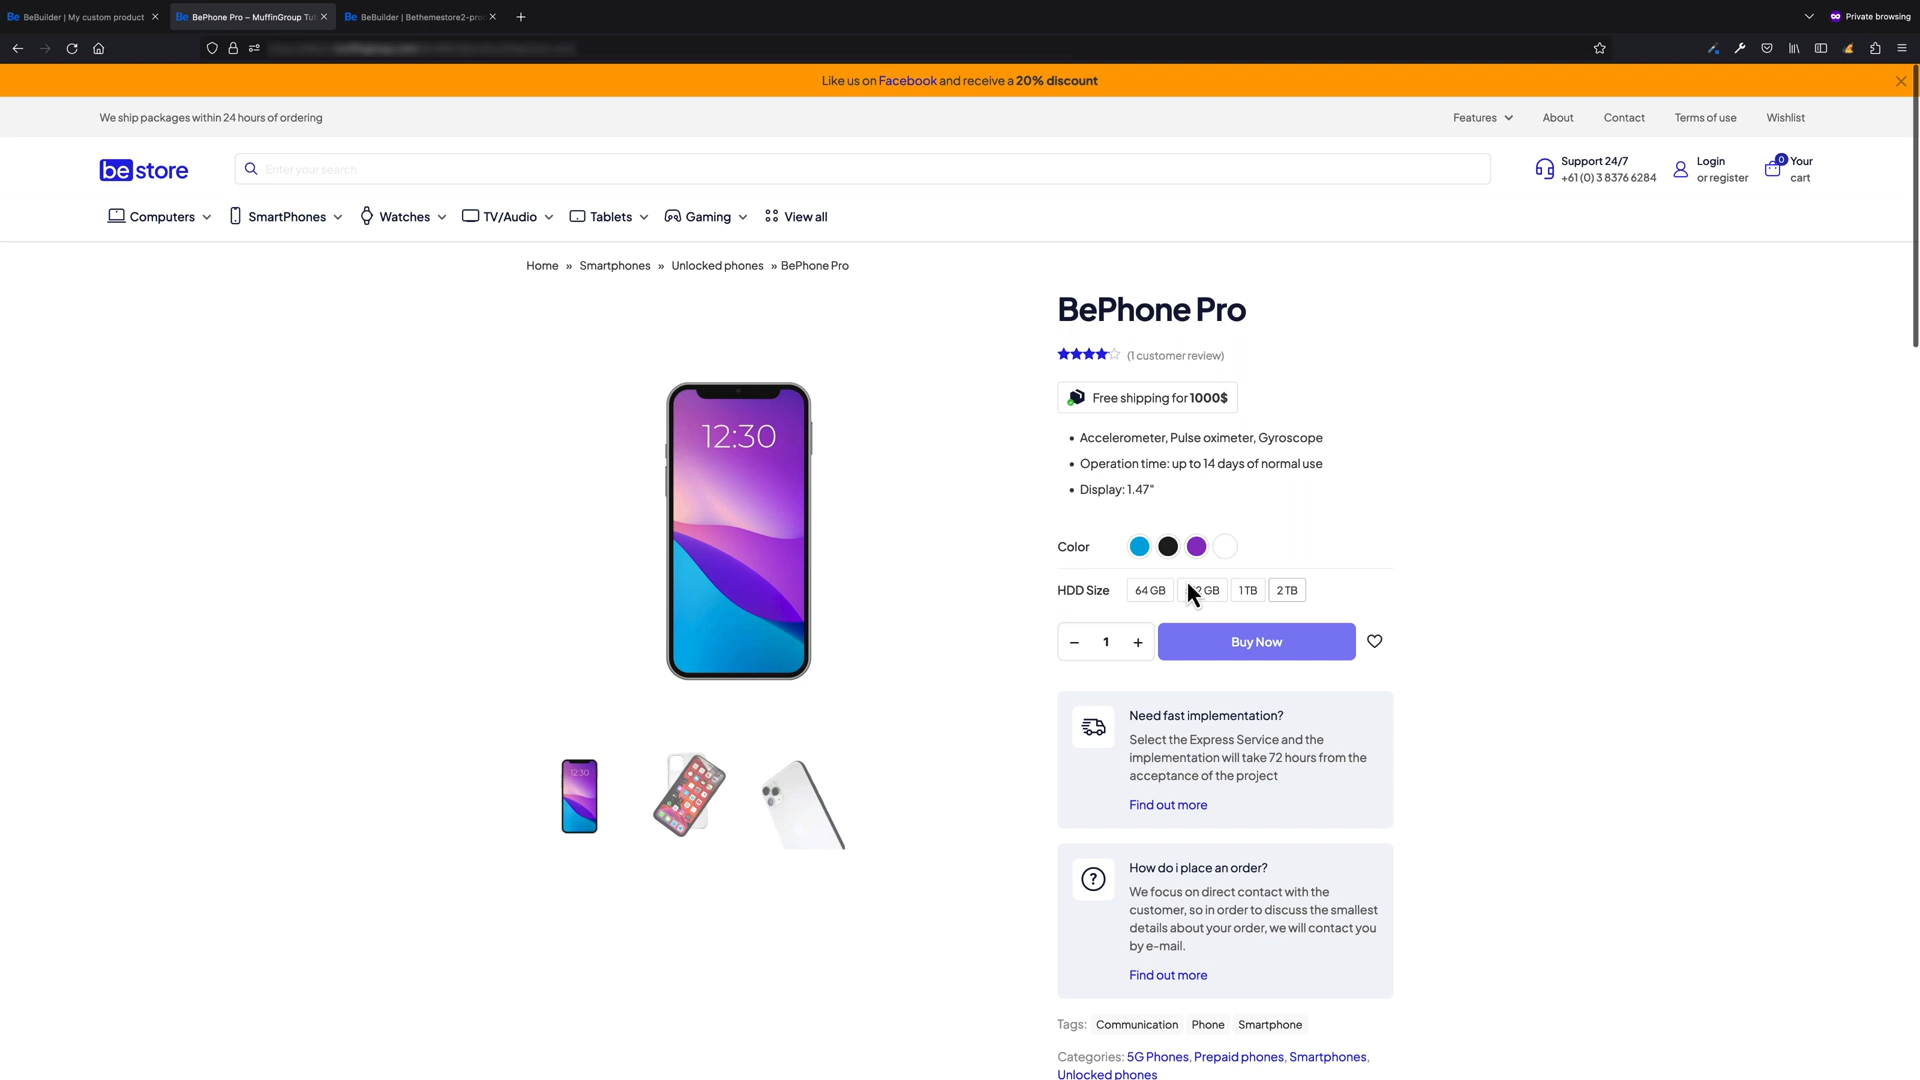 BeBuilder | My custom product
BePhone Pro – MuffinGroup Tut
BeBuilder | Bethemestore2-pro
Private browsing
Like us on Facebook and receive a 20% discount
We ship packages within 24 hours of ordering
Features
About
Contact
Terms of use
Wishlist
be store
Enter your search
Support 24/7
+61 (0) 3 8376 6284
Login
or register
0
Your
cart
Computers
SmartPhones
Watches
TV/Audio
Tablets
Gaming
View all
Home » Smartphones » Unlocked phones » BePhone Pro
BePhone Pro
(1 customer review)
Free shipping for 1000$
• Accelerometer, Pulse oximeter, Gyroscope
• Operation time: up to 14 days of normal use
• Display: 1.47"
12:30
Color
HDD Size
64 GB
2 GB
1 TB
2 TB
− 1 +
Buy Now
Need fast implementation?
Select the Express Service and the
implementation will take 72 hours from the
acceptance of the project
Find out more
12:30
How do i place an order?
We focus on direct contact with the
customer, so in order to discuss the smallest
details about your order, we will contact you
by e-mail.
Find out more
Tags: Communication Phone Smartphone
Categories: 5G Phones, Prepaid phones, Smartphones,
Unlocked phones